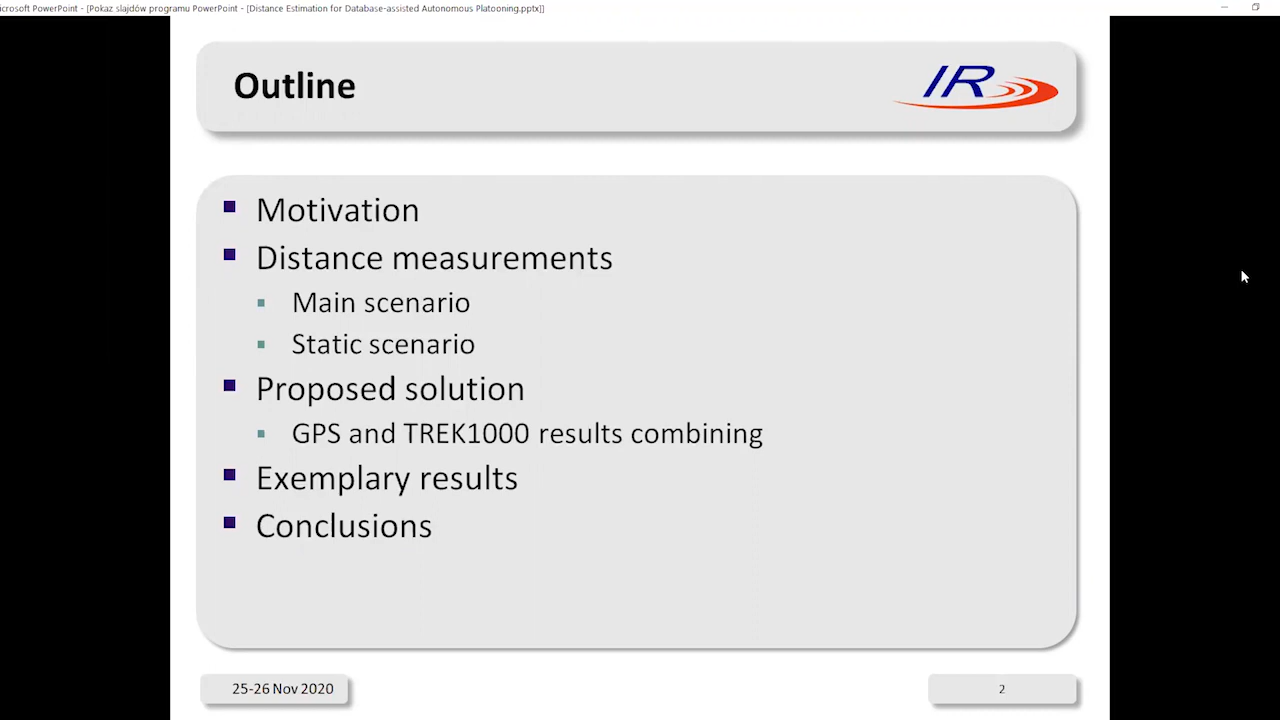 icrosoft PowerPoint - [Pokaz slajdów programu PowerPoint - [Distance Estimation for Database-assisted Autonomous Platooning.pptx]]
Outline
IR
Motivation
Distance measurements
Main scenario
Static scenario
Proposed solution
GPS and TREK1000 results combining
Exemplary results
Conclusions
25-26 Nov 2020
2